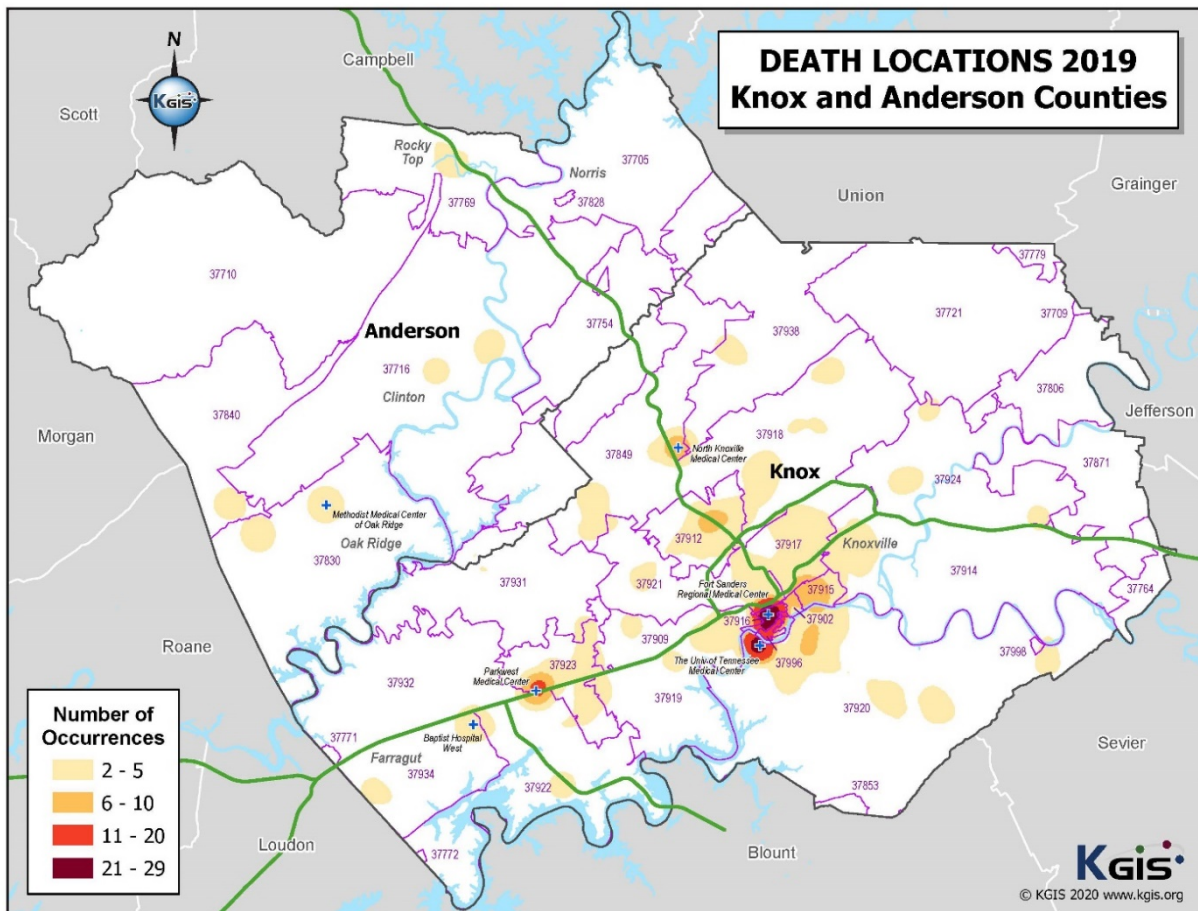 DEATH LOCATIONS 2019
Knox and Anderson Counties
N
KGIS
Scott
Campbell
Union
Grainger
Rocky
Top
Norris
37705
37769
37828
37710
37779
37721
37709
37754
37938
Anderson
37716
Clinton
37806
37840
Jefferson
Morgan
37849
North Knoxville
Medical Center
37918
Knox
37871
37924
Methodist Medical Center
of Oak Ridge
Oak Ridge
37830
37912
37917
Knoxville
37914
37931
37921
Fort Sanders
Regional Medical Center
37915
37764
37916
37902
37909
The Univ of Tennessee
Medical Center
37996
37998
Roane
37932
37923
Parkwest
Medical Center
37919
37920
Sevier
Baptist Hospital
West
37771
Farragut
37934
37922
37853
37772
Loudon
Blount
Number of
Occurrences
2 - 5
6 - 10
11 - 20
21 - 29
KGIS
© KGIS 2020 www.kgis.org